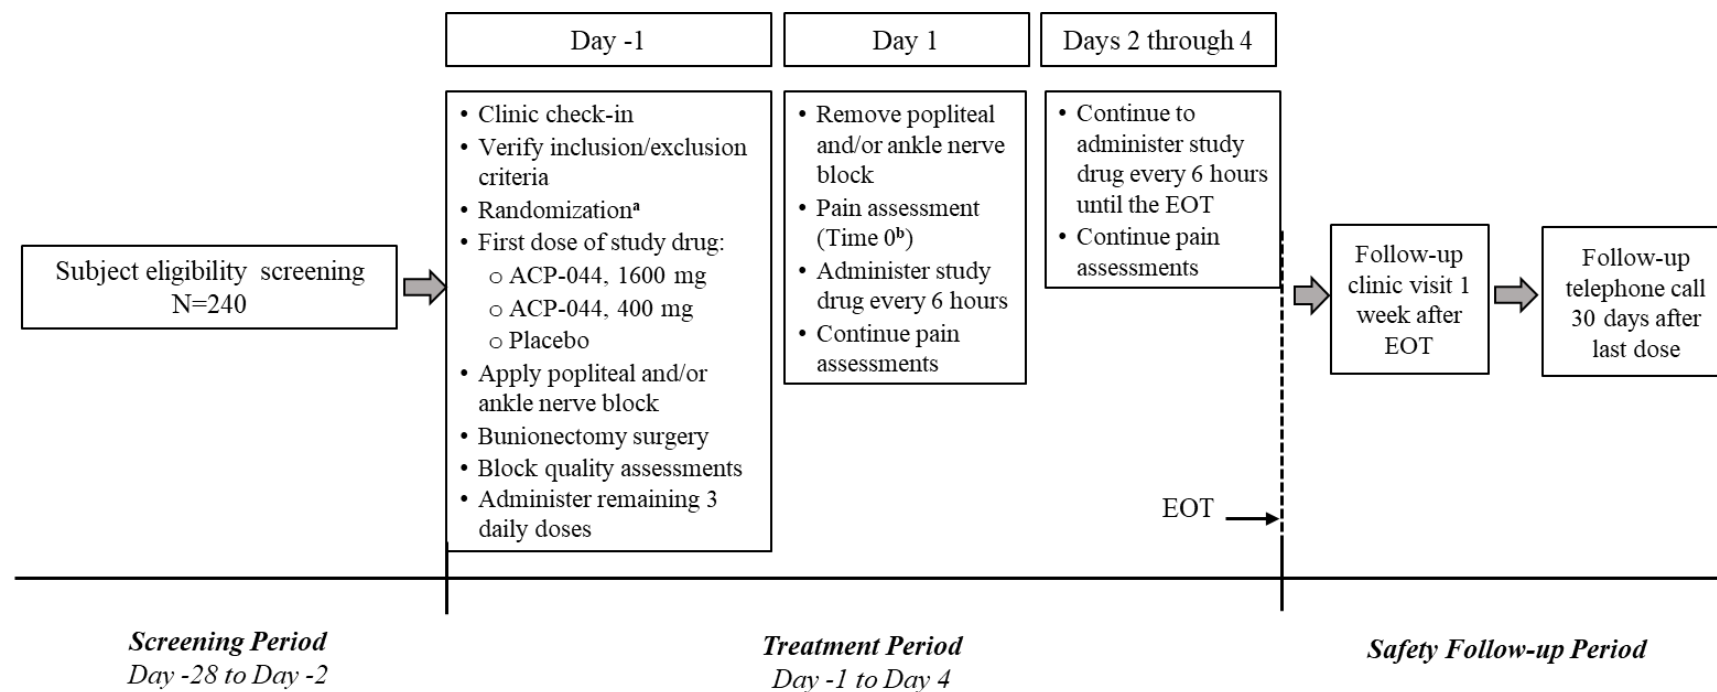 Day -1
Day 1
Days 2 through 4
Subject eligibility screening
N=240
• Clinic check-in
• Verify inclusion/exclusion
criteria
• Randomizationᵃ
• First dose of study drug:
o ACP-044, 1600 mg
o ACP-044, 400 mg
o Placebo
• Apply popliteal and/or
ankle nerve block
• Bunionectomy surgery
• Block quality assessments
• Administer remaining 3
daily doses
• Remove popliteal
and/or ankle nerve
block
• Pain assessment
(Time 0ᵇ)
• Administer study
drug every 6 hours
• Continue pain
assessments
• Continue to
administer study
drug every 6 hours
until the EOT
• Continue pain
assessments
EOT
Follow-up
clinic visit 1
week after
EOT
Follow-up
telephone call
30 days after
last dose
Screening Period
Day -28 to Day -2
Treatment Period
Day -1 to Day 4
Safety Follow-up Period